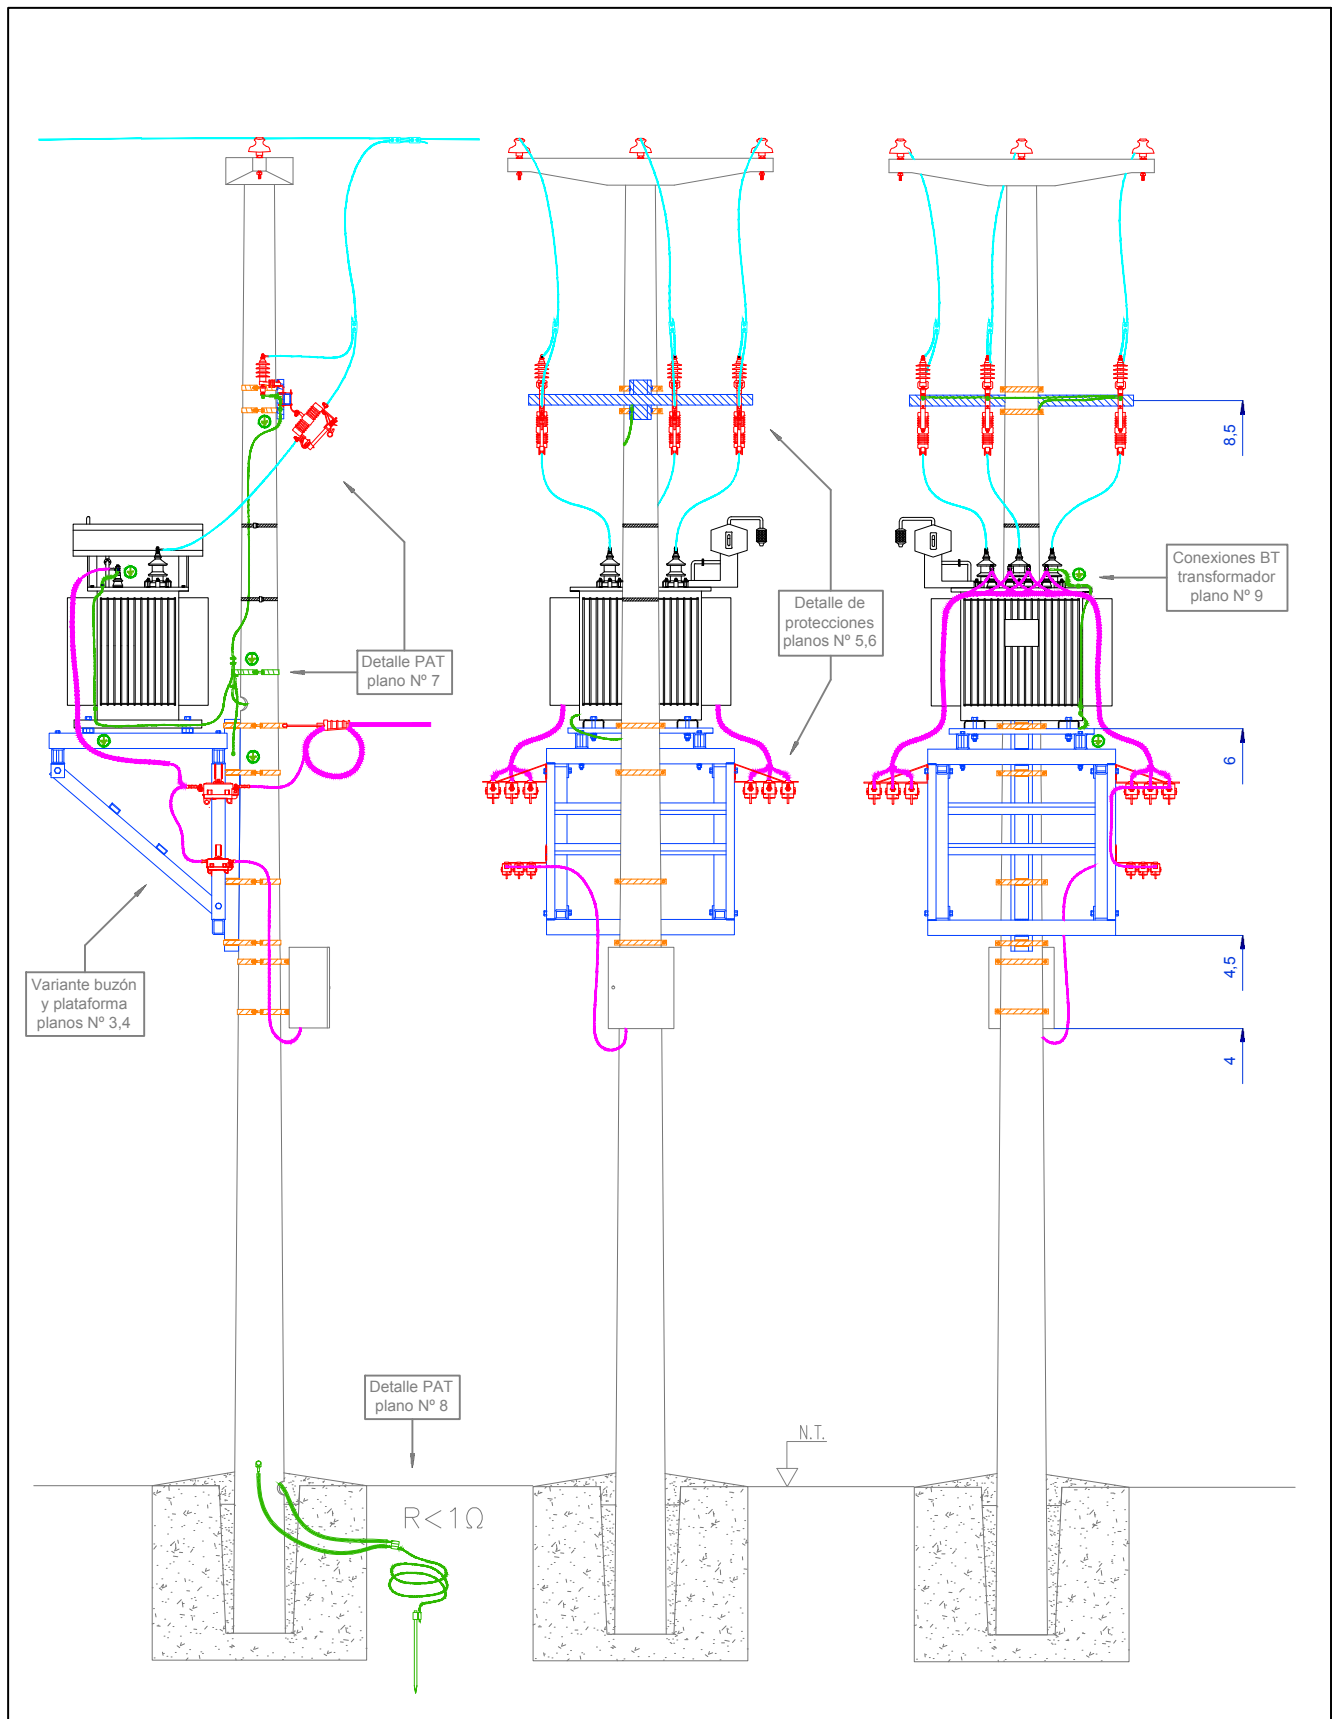 8,5
Conexiones BT
transformador
plano Nº 9
Detalle de
protecciones
planos Nº 5,6
Detalle PAT
plano Nº 7
6
4,5
Variante buzón
y plataforma
planos Nº 3,4
4
Detalle PAT
plano Nº 8
N.T.
R<1Ω